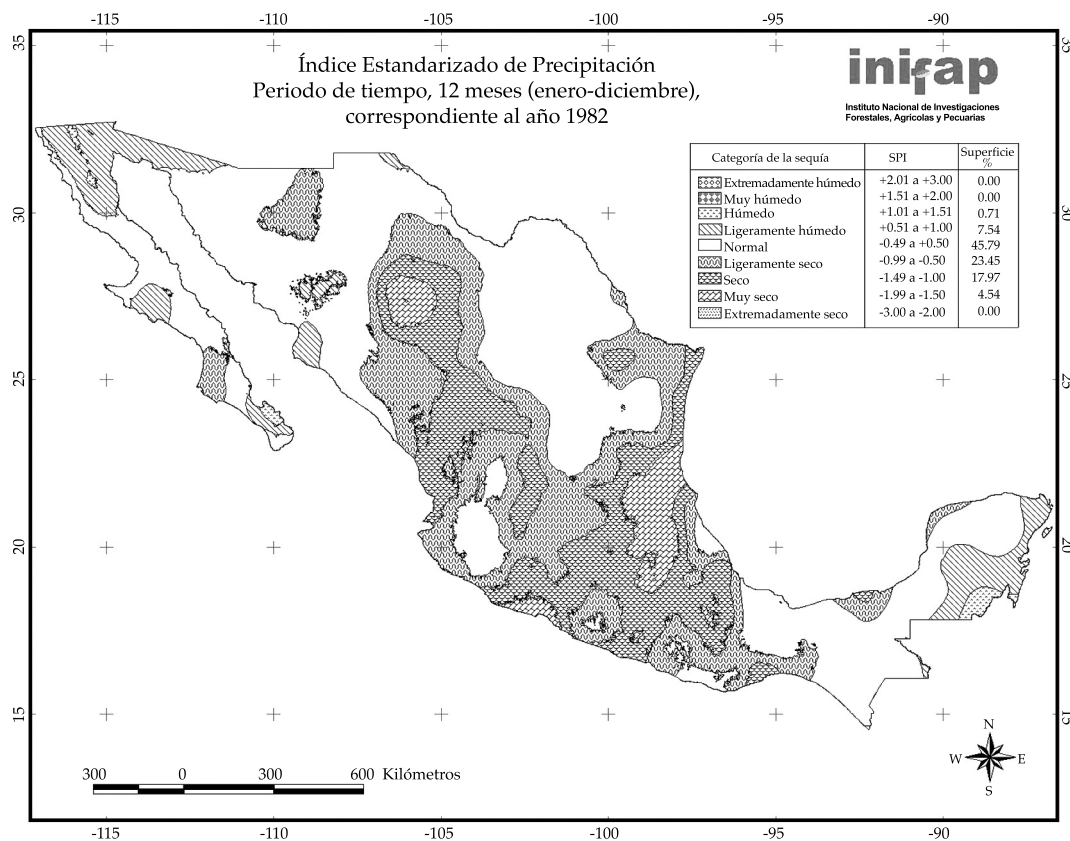 -115 -110 -105 -100 -95 -90
35 35
Índice Estandarizado de Precipitación
Periodo de tiempo, 12 meses (enero-diciembre),
correspondiente al año 1982
inifap
Instituto Nacional de Investigaciones
Forestales, Agrícolas y Pecuarias
Categoría de la sequía SPI Superficie %
Extremadamente húmedo +2.01 a +3.00 0.00
Muy húmedo +1.51 a +2.00 0.00
Húmedo +1.01 a +1.51 0.71
Ligeramente húmedo +0.51 a +1.00 7.54
Normal -0.49 a +0.50 45.79
Ligeramente seco -0.99 a -0.50 23.45
Seco -1.49 a -1.00 17.97
Muy seco -1.99 a -1.50 4.54
Extremadamente seco -3.00 a -2.00 0.00
30 30
25 25
20 20
15 15
N
W E
S
300 0 300 600 Kilómetros
-115 -110 -105 -100 -95 -90